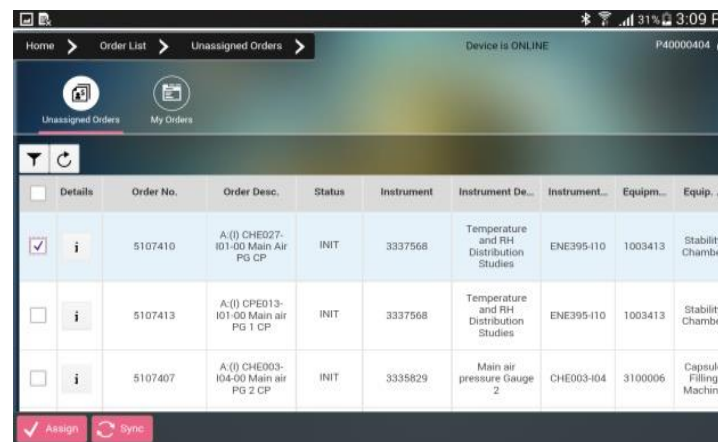 31% 3:09 P
Home Order List Unassigned Orders Device is ONLINE P40000404
Unassigned Orders My Orders
Details Order No. Order Desc. Status Instrument Instrument De... Instrument... Equipm... Equip.
i 5107410 A:(I) CHE027-I01-00 Main Air PG CP INIT 3337568 Temperature and RH Distribution Studies ENE395-I10 1003413 Stability Chambe
i 5107413 A:(I) CPE013-I01-00 Main air PG 1 CP INIT 3337568 Temperature and RH Distribution Studies ENE395-I10 1003413 Stability Chambe
i 5107407 A:(I) CHE003-I04-00 Main air PG 2 CP INIT 3335829 Main air pressure Gauge 2 CHE003-I04 3100006 Capsul Filling Machin
Assign Sync